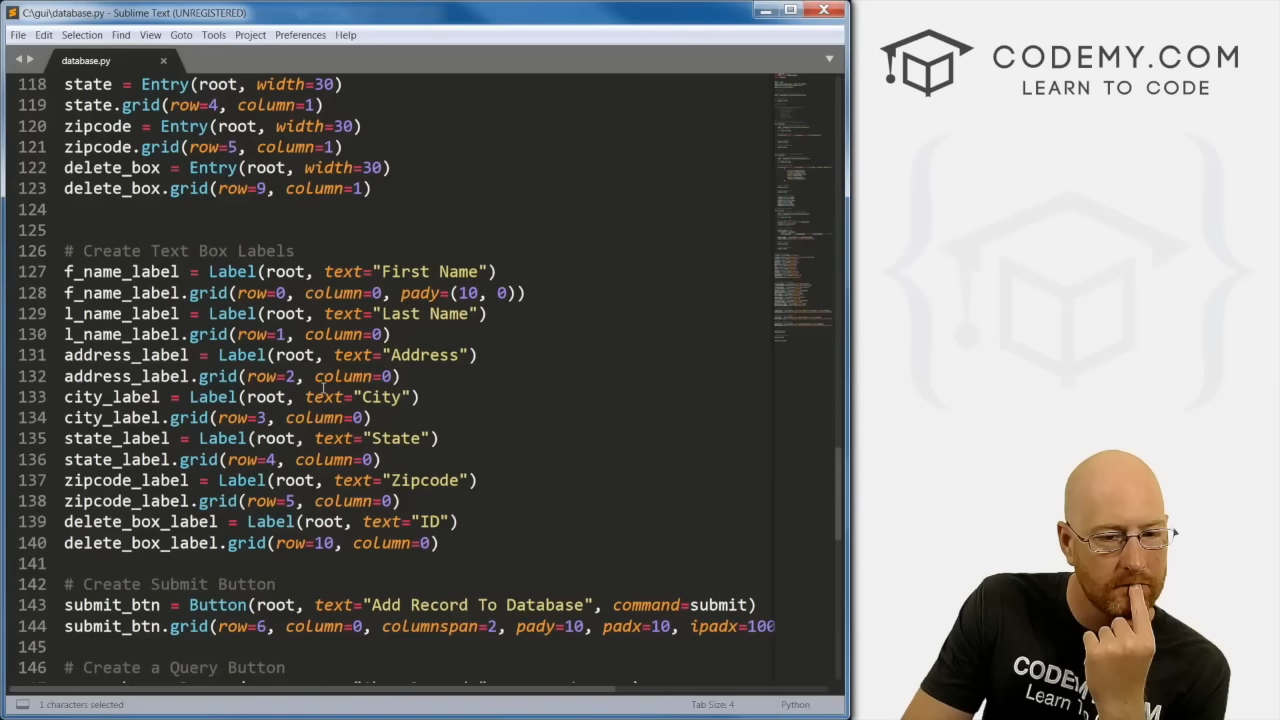 C:\gui\database.py - Sublime Text (UNREGISTERED)
File Edit Selection Find View Goto Tools Project Preferences Help
database.py
118 state = Entry(root, width=30)
119 state.grid(row=4, column=1)
120 zipcode = Entry(root, width=30)
121 zipcode.grid(row=5, column=1)
122 delete_box = Entry(root, width=30)
123 delete_box.grid(row=9, column=1)
124
125
126 # Create Text Box Labels
127 f_name_label = Label(root, text="First Name")
128 f_name_label.grid(row=0, column=0, pady=(10, 0))
129 l_name_label = Label(root, text="Last Name")
130 l_name_label.grid(row=1, column=0)
131 address_label = Label(root, text="Address")
132 address_label.grid(row=2, column=0)
133 city_label = Label(root, text="City")
134 city_label.grid(row=3, column=0)
135 state_label = Label(root, text="State")
136 state_label.grid(row=4, column=0)
137 zipcode_label = Label(root, text="Zipcode")
138 zipcode_label.grid(row=5, column=0)
139 delete_box_label = Label(root, text="ID")
140 delete_box_label.grid(row=10, column=0)
141
142 # Create Submit Button
143 submit_btn = Button(root, text="Add Record To Database", command=submit)
144 submit_btn.grid(row=6, column=0, columnspan=2, pady=10, padx=10, ipadx=100
145
146 # Create a Query Button
1 characters selected
Tab Size: 4
Python
CODEMY.COM
LEARN TO CODE
CODEM
Learn To